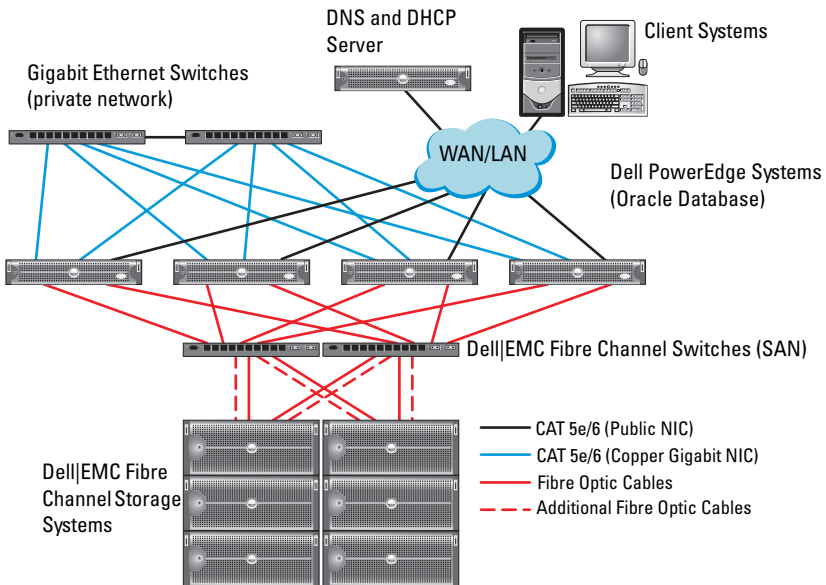 DNS and DHCP
Server
Client Systems
Gigabit Ethernet Switches
(private network)
WAN/LAN
Dell PowerEdge Systems
(Oracle Database)
Dell|EMC Fibre Channel Switches (SAN)
CAT 5e/6 (Public NIC)
CAT 5e/6 (Copper Gigabit NIC)
Fibre Optic Cables
Additional Fibre Optic Cables
Dell|EMC Fibre
Channel Storage
Systems